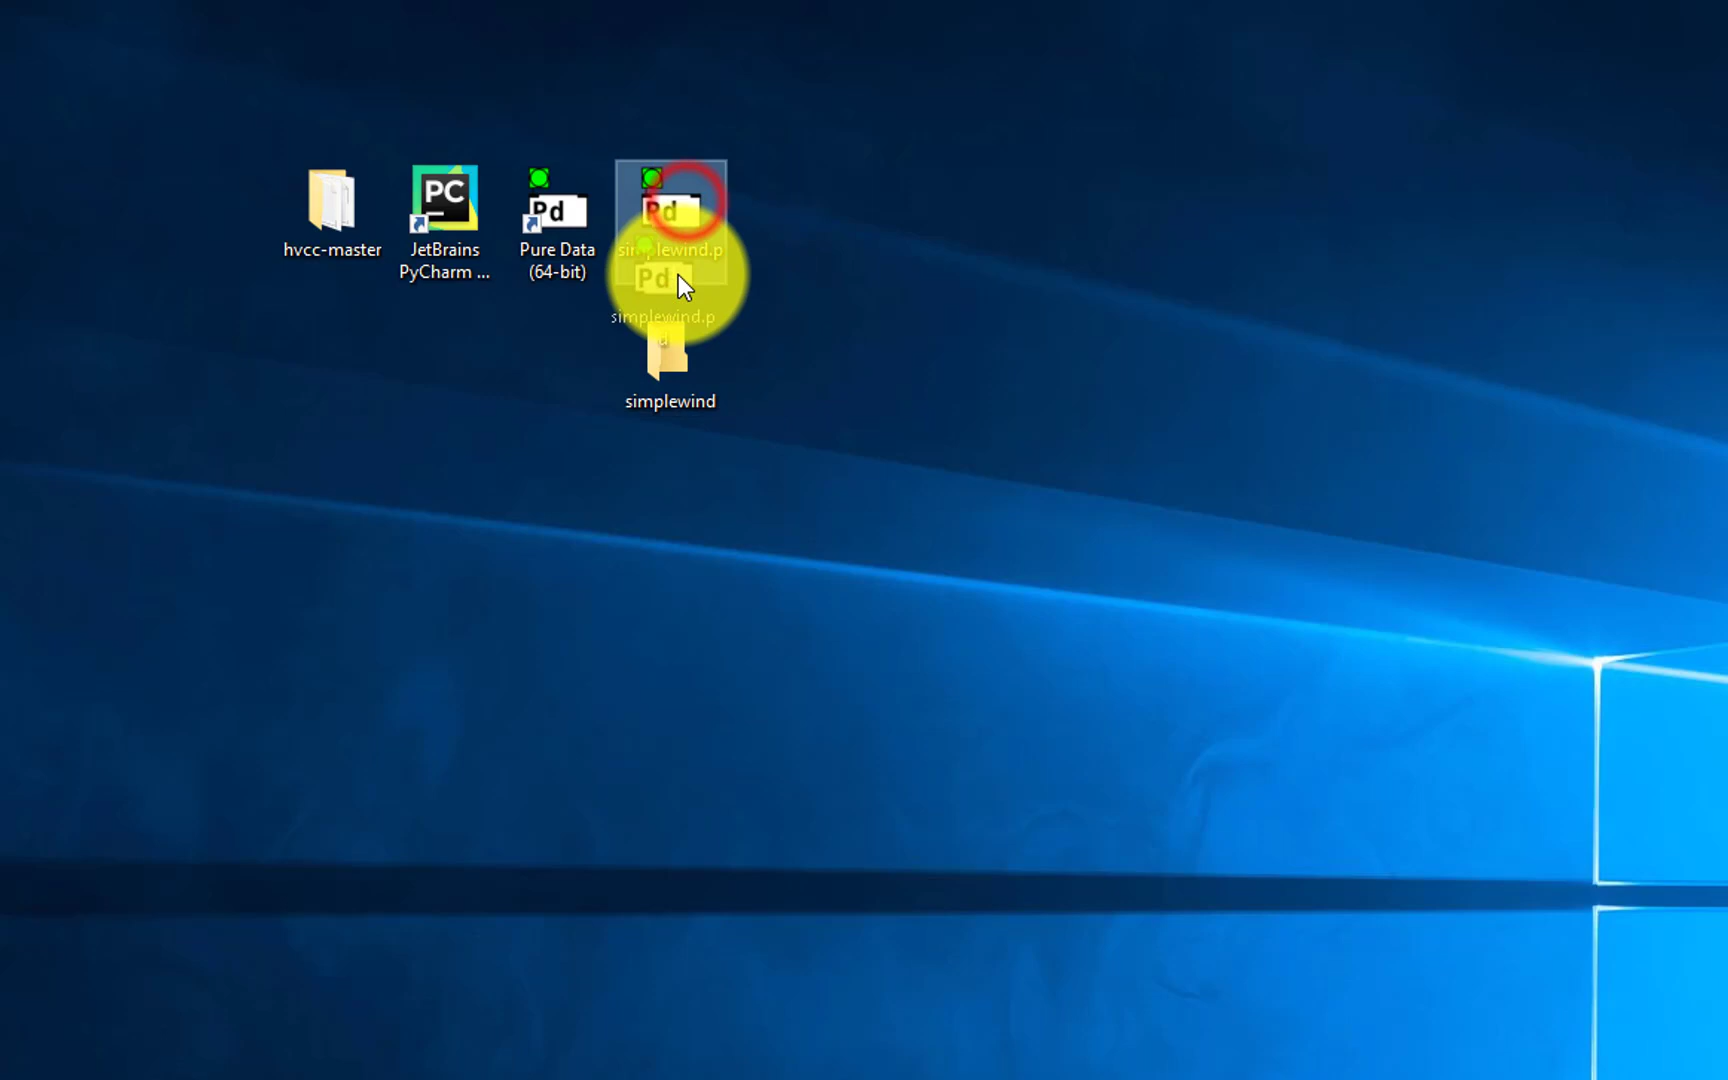 PC
Pd
Pd
hvcc-master
JetBrains
PyCharm ...
Pure Data
(64-bit)
simplewind.p
Pd
simplewind.p
d
simplewind